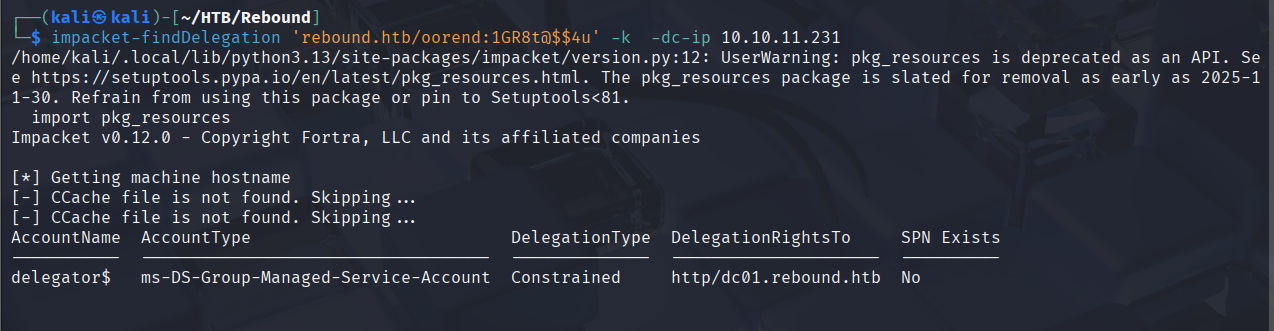 ┌──(kali㉿kali)-[~/HTB/Rebound]
└─$ impacket-findDelegation 'rebound.htb/oorend:1GR8t@$$4u' -k  -dc-ip 10.10.11.231
/home/kali/.local/lib/python3.13/site-packages/impacket/version.py:12: UserWarning: pkg_resources is deprecated as an API. Se
e https://setuptools.pypa.io/en/latest/pkg_resources.html. The pkg_resources package is slated for removal as early as 2025-1
1-30. Refrain from using this package or pin to Setuptools<81.
  import pkg_resources
Impacket v0.12.0 - Copyright Fortra, LLC and its affiliated companies

[*] Getting machine hostname
[-] CCache file is not found. Skipping...
[-] CCache file is not found. Skipping...
AccountName  AccountType                          DelegationType  DelegationRightsTo     SPN Exists
-----------  -----------------------------------  --------------  ---------------------  ----------
delegator$   ms-DS-Group-Managed-Service-Account  Constrained     http/dc01.rebound.htb  No